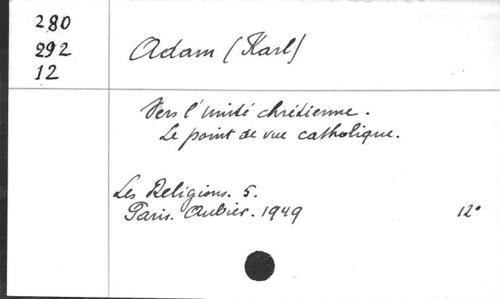 280
292
12
Adam (Karl)
Vers l'unité chrétienne.
Le point de vue catholique.
Les Religions. 5.
Paris. Aubier. 1949 12°